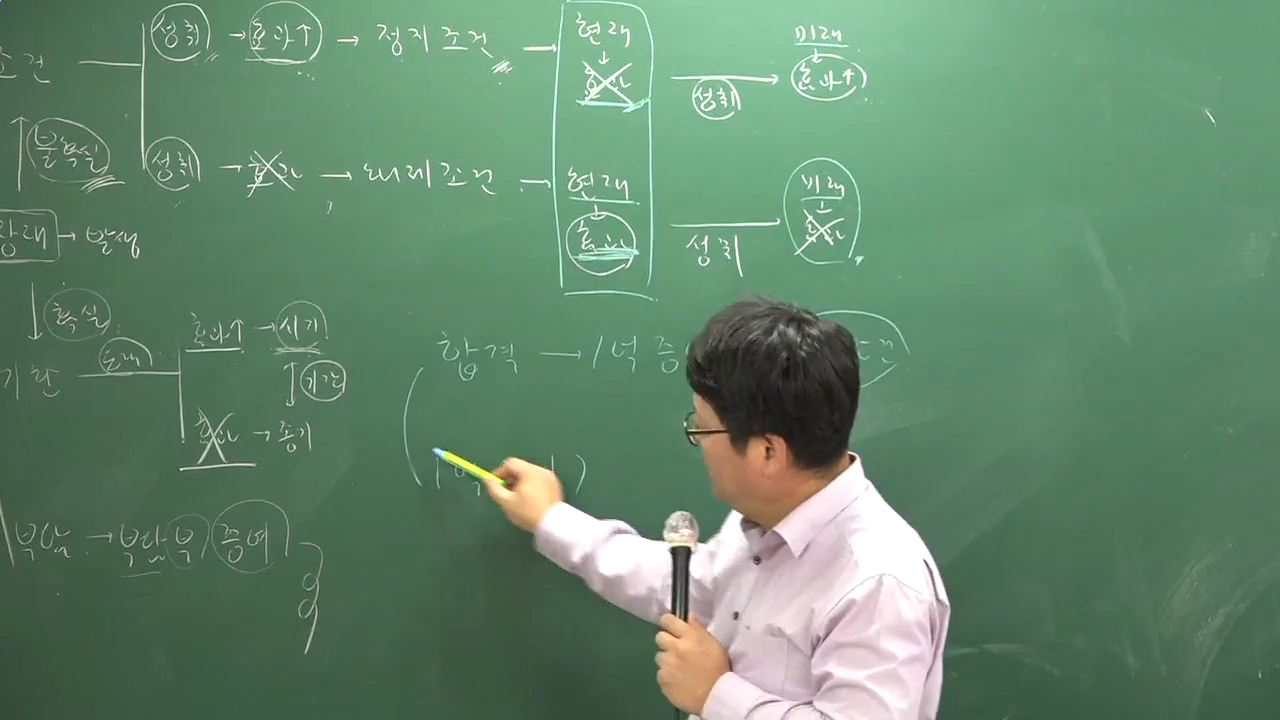 조건
성취 → 효과↑ → 정지조건 → 현재 미래
효과 성취 효과↑
불확실
성취 → 효과 → 해제조건 → 현재 미래
효과 성취 효과
장래 → 발생
확실
기한 도래 효과↑ → 시기
합격 → 1억 증
기간
효과 → 종기
부담 → 부담부 증여